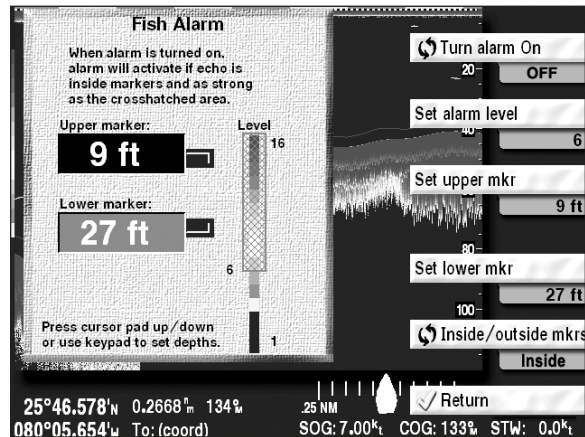 Fish Alarm
When alarm is turned on,
alarm will activate if echo is
inside markers and as strong
as the crosshatched area.
Upper marker:
9 ft
Level
16
Lower marker:
27 ft
6
1
Press cursor pad up/down
or use keypad to set depths.
Turn alarm On
20
OFF
Set alarm level
40
6
Set upper mkr
9 ft
80
Set lower mkr
27 ft
100
Inside/outside mkrs
Inside
Return
25°46.578'N 0.2668nm 134°M
.25 NM
080°05.654'W To: (coord)
SOG: 7.00kt COG: 133°M STW: 0.0kt